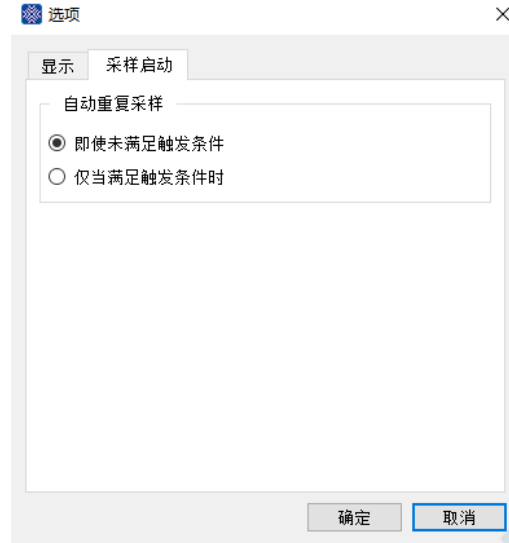 选项
显示 采样启动
自动重复采样
即使未满足触发条件
仅当满足触发条件时
确定 取消